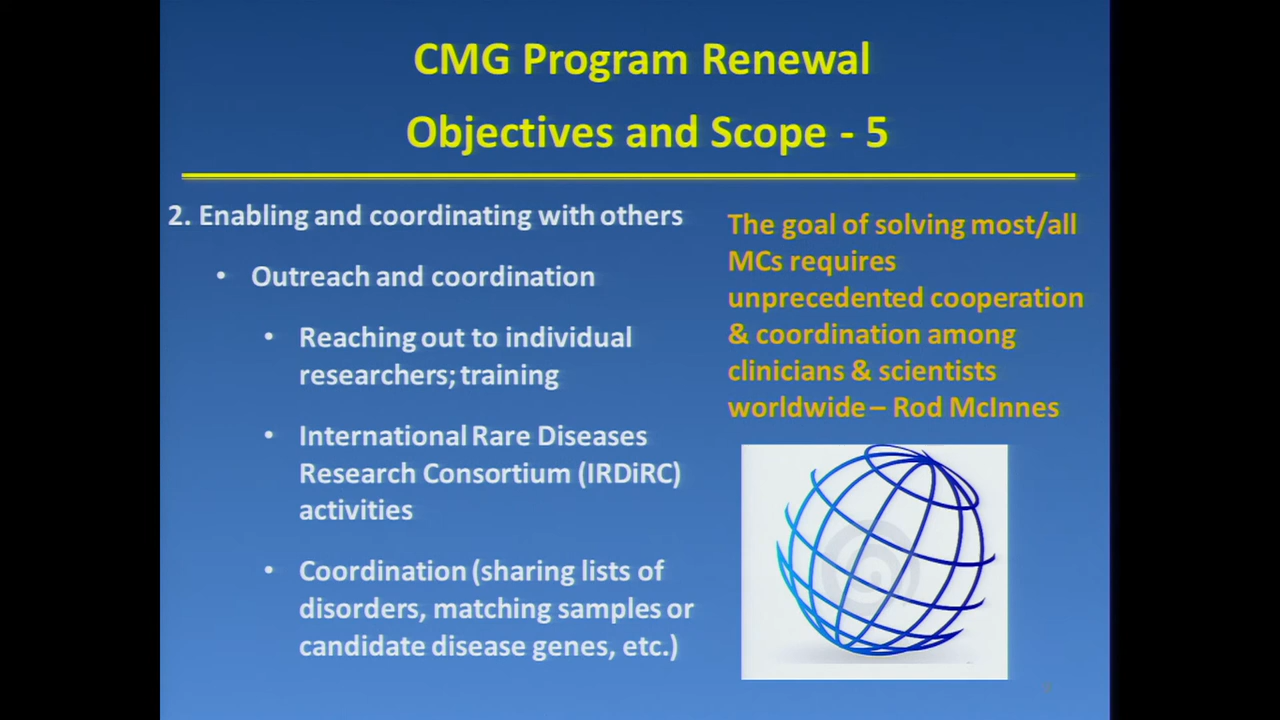 CMG Program Renewal
Objectives and Scope - 5
2. Enabling and coordinating with others
• Outreach and coordination
• Reaching out to individual
researchers; training
• International Rare Diseases
Research Consortium (IRDiRC)
activities
• Coordination (sharing lists of
disorders, matching samples or
candidate disease genes, etc.)
The goal of solving most/all
MCs requires
unprecedented cooperation
& coordination among
clinicians & scientists
worldwide – Rod McInnes